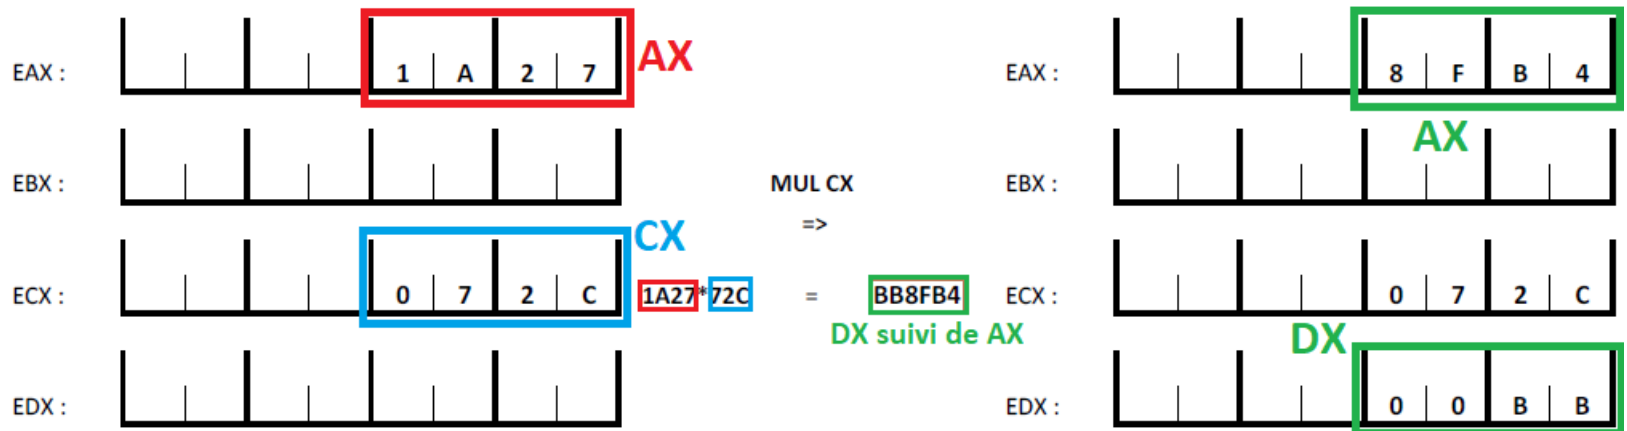 EAX : 1 A 2 7 AX EAX : 8 F B 4
AX
EBX : MUL CX EBX :
=>
CX
ECX : 0 7 2 C 1A27*72C = BB8FB4 ECX : 0 7 2 C
DX suivi de AX DX
EDX : EDX : 0 0 B B